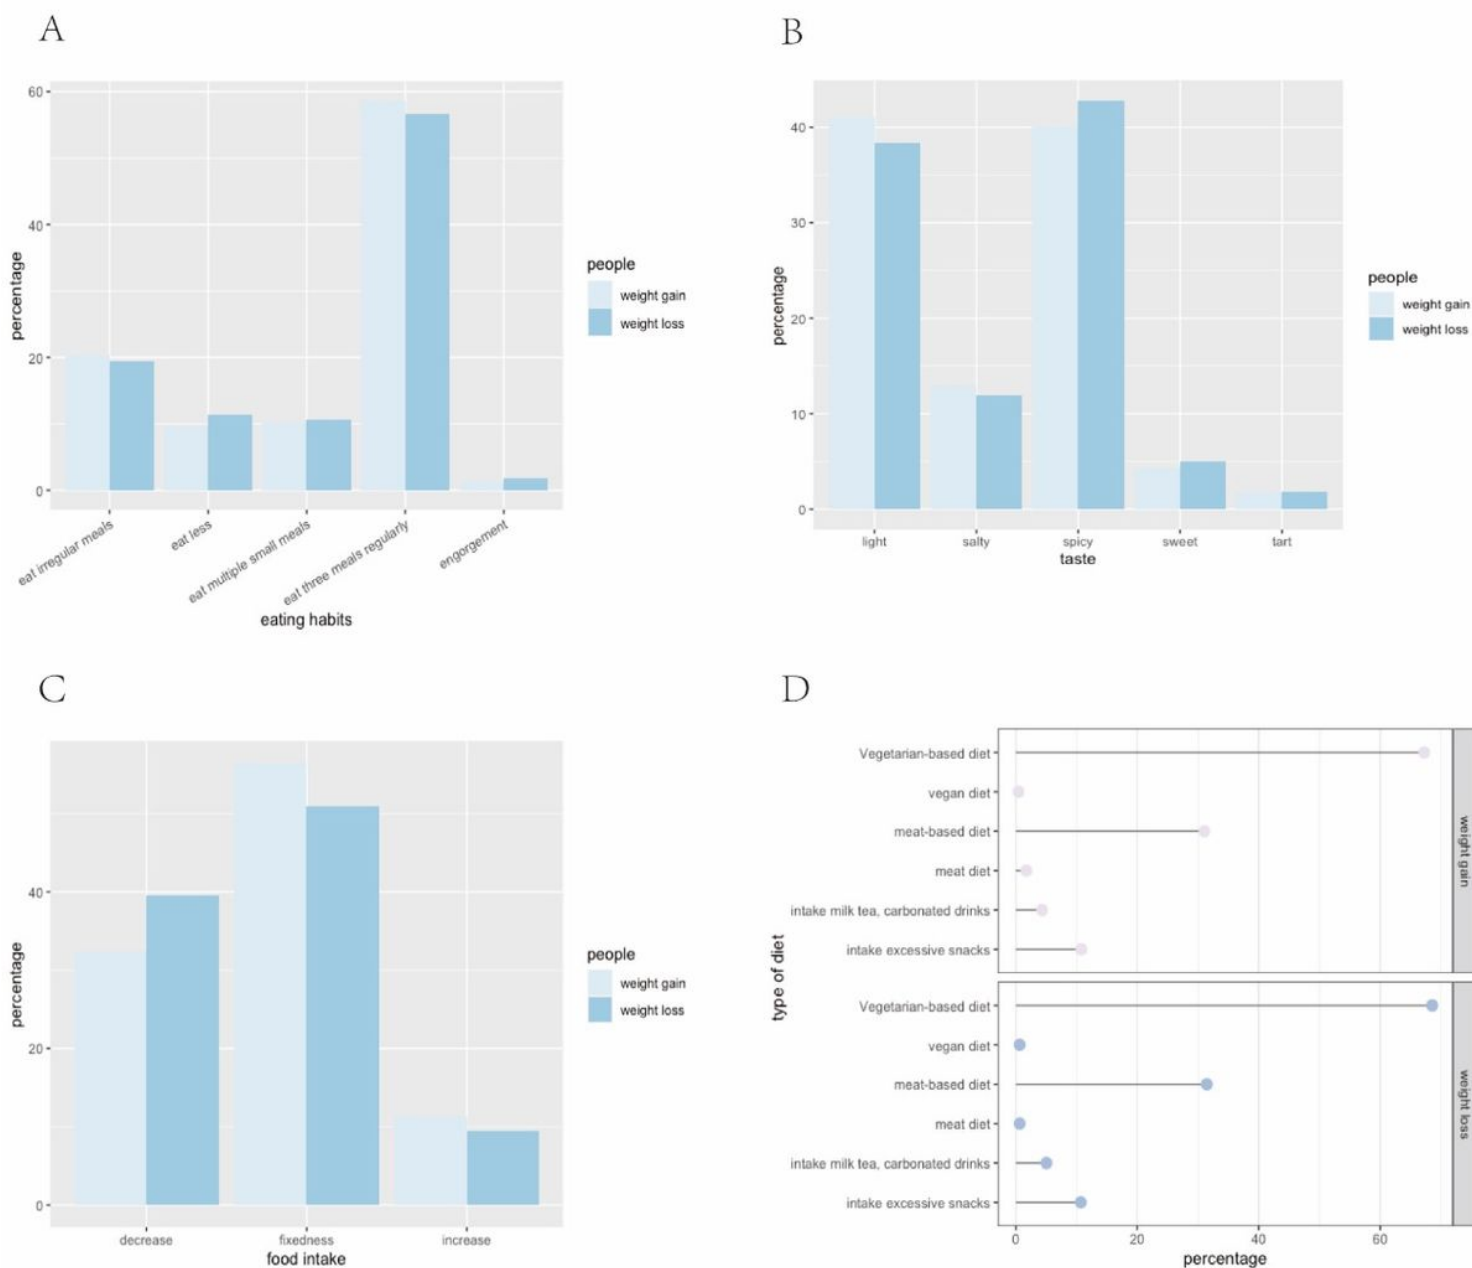 A
60
40
20
0
percentage
eat irregular meals
eat less
eat multiple small meals
eat three meals regularly
engorgement
eating habits
people
weight gain
weight loss
B
40
30
20
10
0
percentage
light
salty
spicy
sweet
tart
taste
people
weight gain
weight loss
C
40
20
0
percentage
decrease
fixedness
increase
food intake
people
weight gain
weight loss
D
type of diet
Vegetarian-based diet
vegan diet
meat-based diet
meat diet
intake milk tea, carbonated drinks
intake excessive snacks
weight gain
Vegetarian-based diet
vegan diet
meat-based diet
meat diet
intake milk tea, carbonated drinks
intake excessive snacks
weight loss
0
20
40
60
percentage